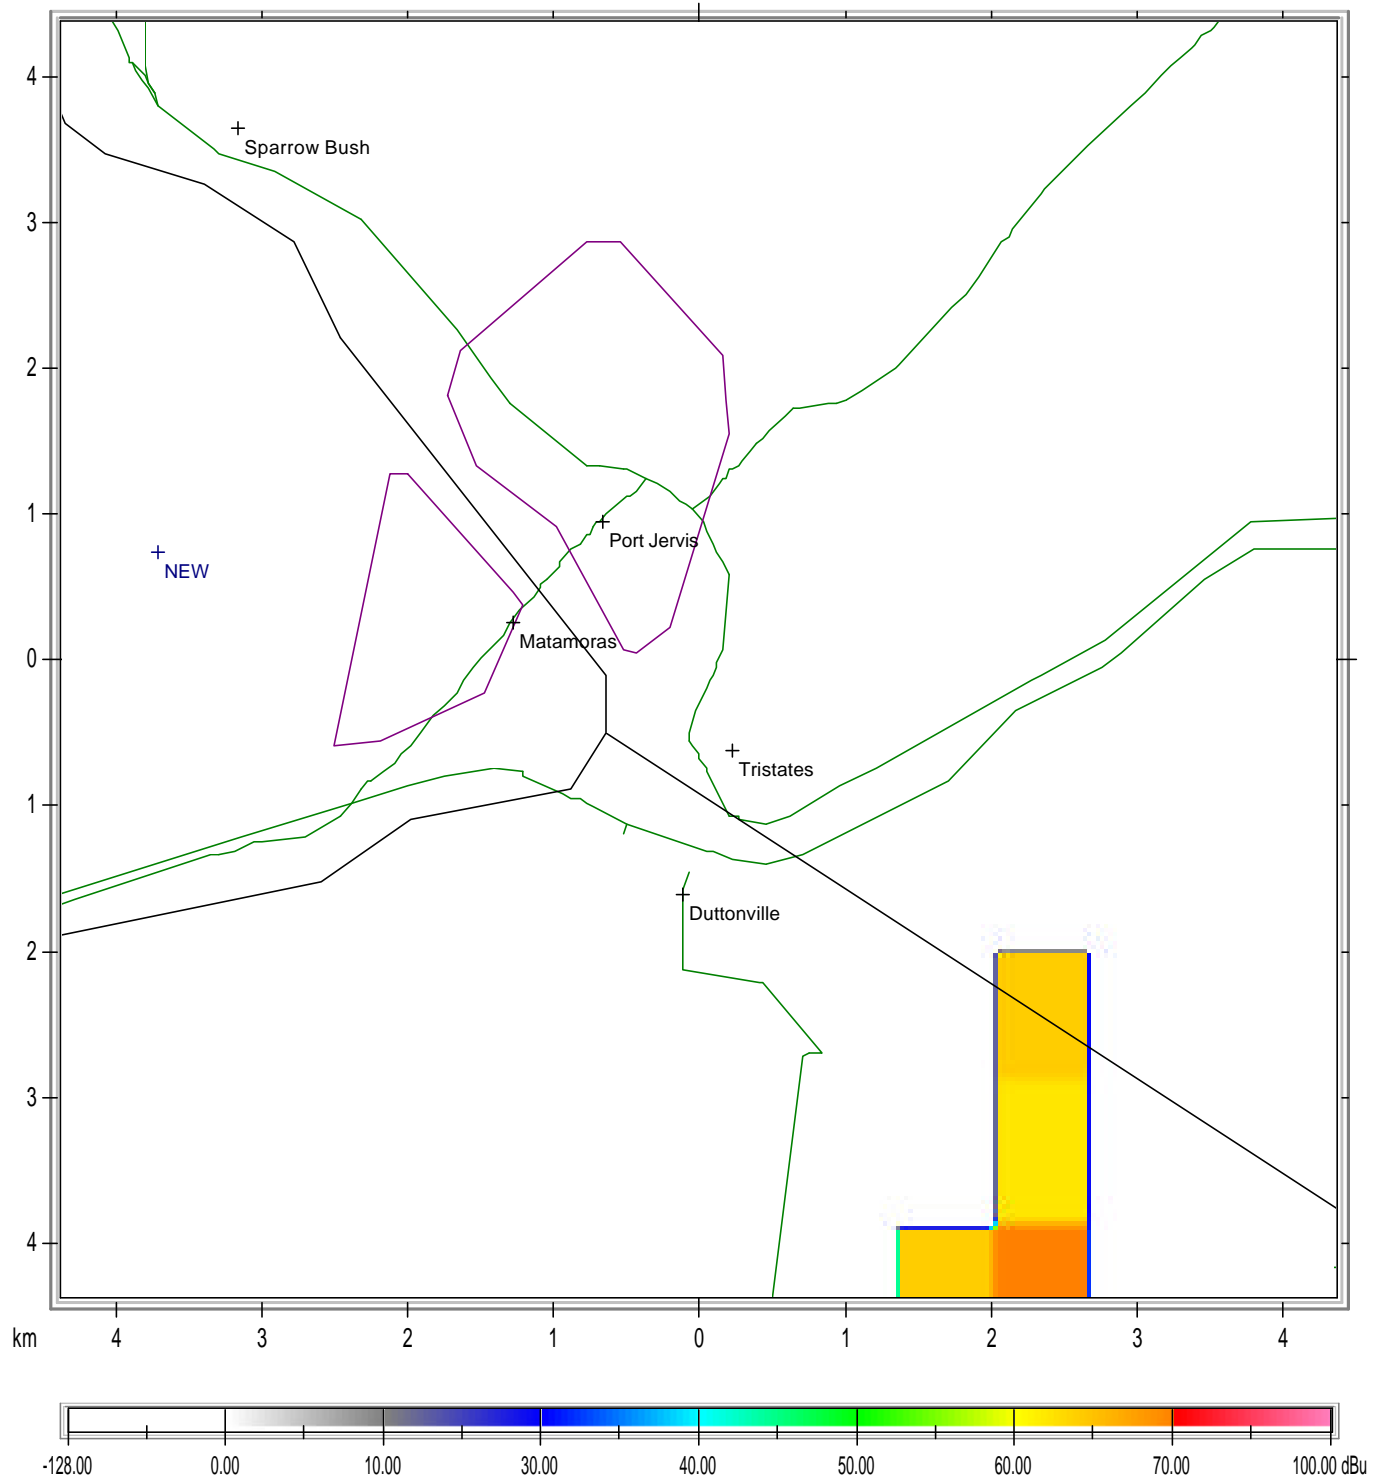 4
Sparrow Bush
3
2
1
Port Jervis
NEW
Matamoras
0
Tristates
1
Duttonville
2
3
4
km 4 3 2 1 0 1 2 3 4
-128.00 0.00 10.00 30.00 40.00 50.00 60.00 70.00 100.00 dBu